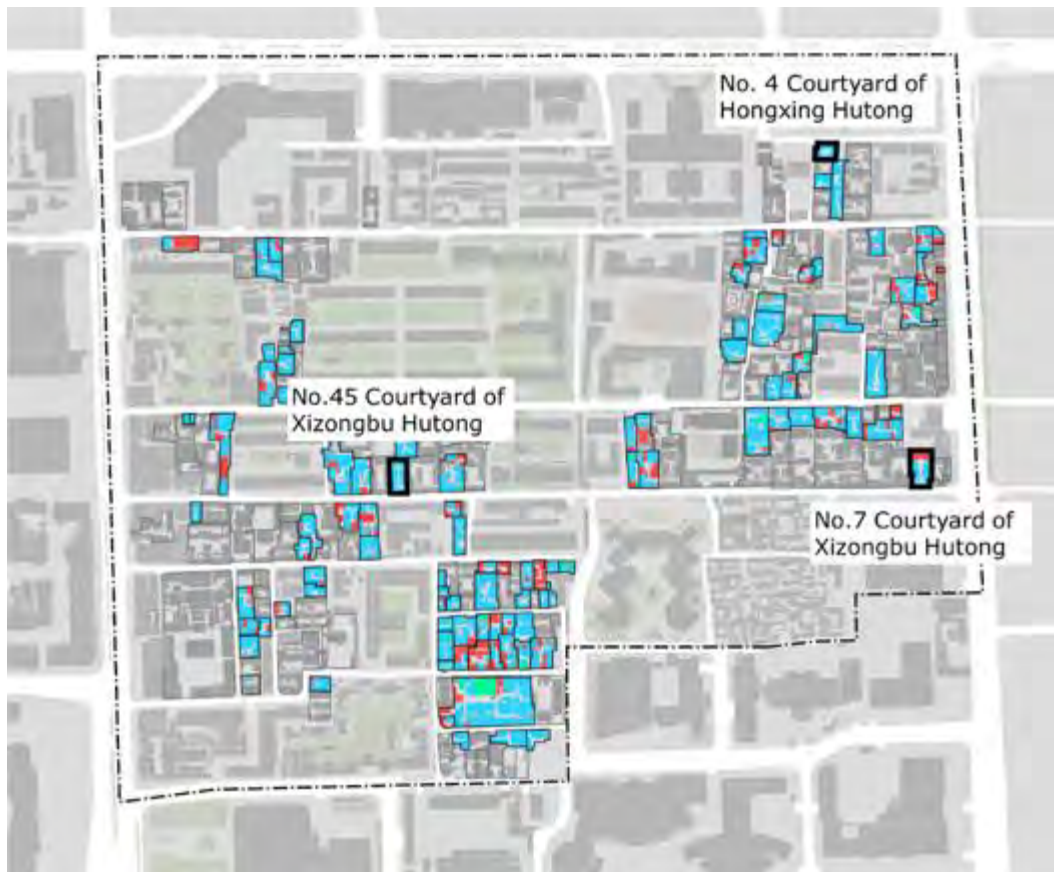 No. 4 Courtyard of
Hongxing Hutong
No.45 Courtyard of
Xizongbu Hutong
No.7 Courtyard of
Xizongbu Hutong